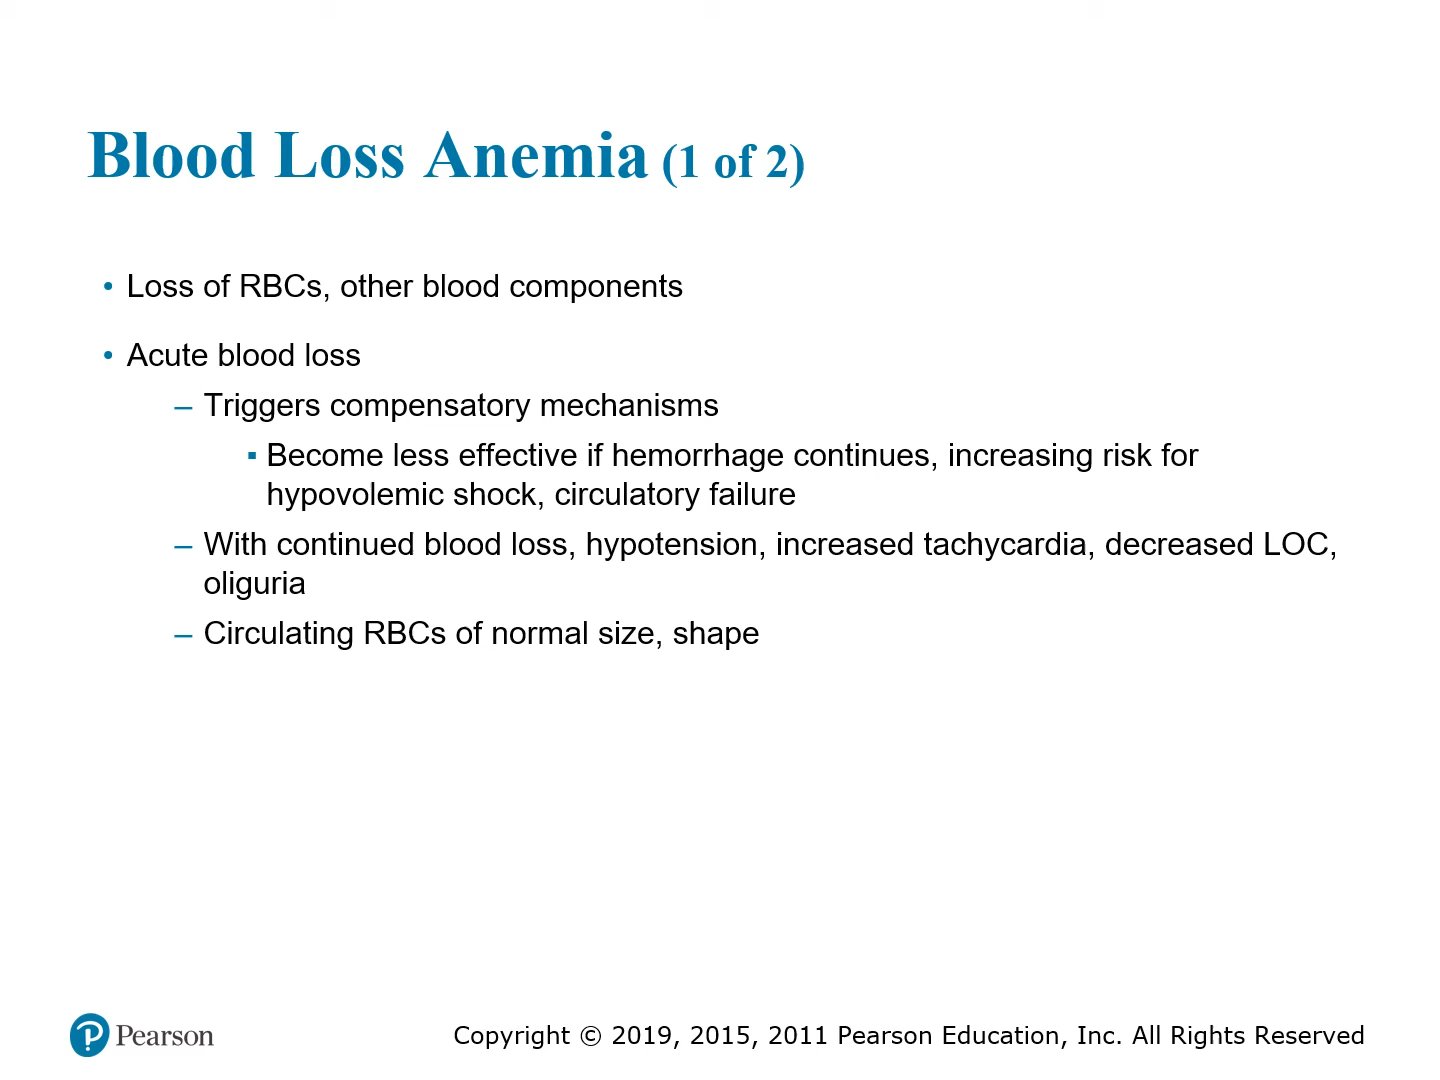 Blood Loss Anemia (1 of 2)
• Loss of RBCs, other blood components
• Acute blood loss
– Triggers compensatory mechanisms
▪ Become less effective if hemorrhage continues, increasing risk for
hypovolemic shock, circulatory failure
– With continued blood loss, hypotension, increased tachycardia, decreased LOC,
oliguria
– Circulating RBCs of normal size, shape
Pearson
Copyright © 2019, 2015, 2011 Pearson Education, Inc. All Rights Reserved